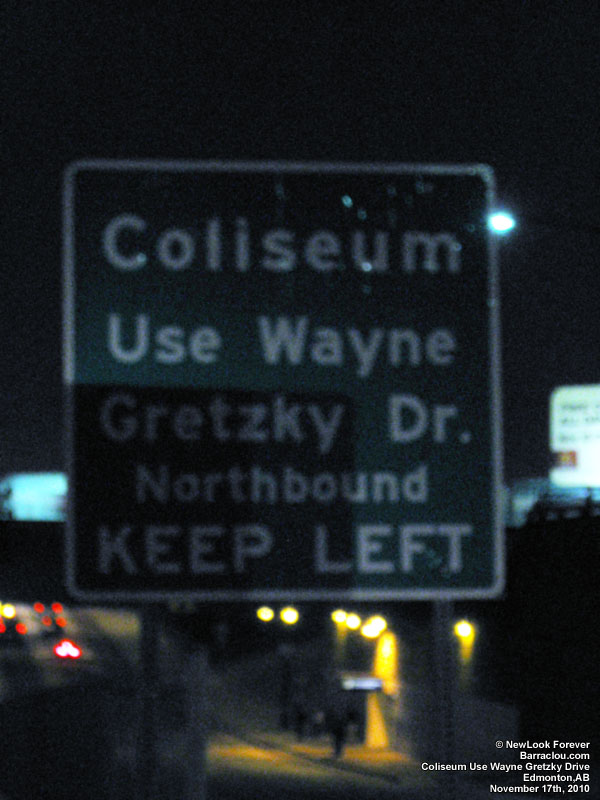 Coliseum
Use Wayne
Gretzky Dr.
Northbound
KEEP LEFT
© NewLook Forever
Barraclou.com
Coliseum Use Wayne Gretzky Drive
Edmonton,AB
November 17th, 2010